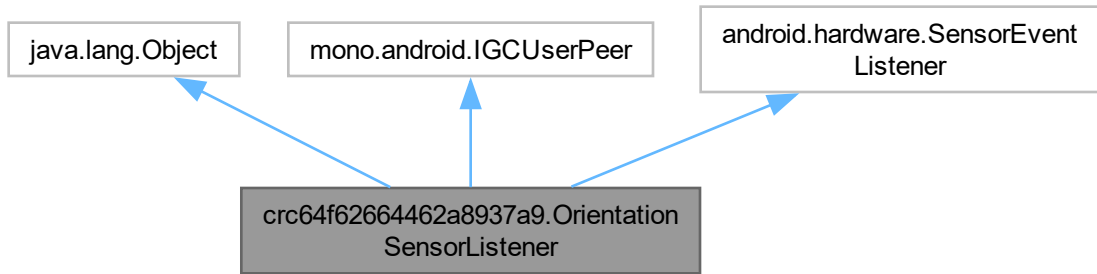 java.lang.Object
mono.android.IGCUserPeer
android.hardware.SensorEvent
Listener
crc64f62664462a8937a9.Orientation
SensorListener